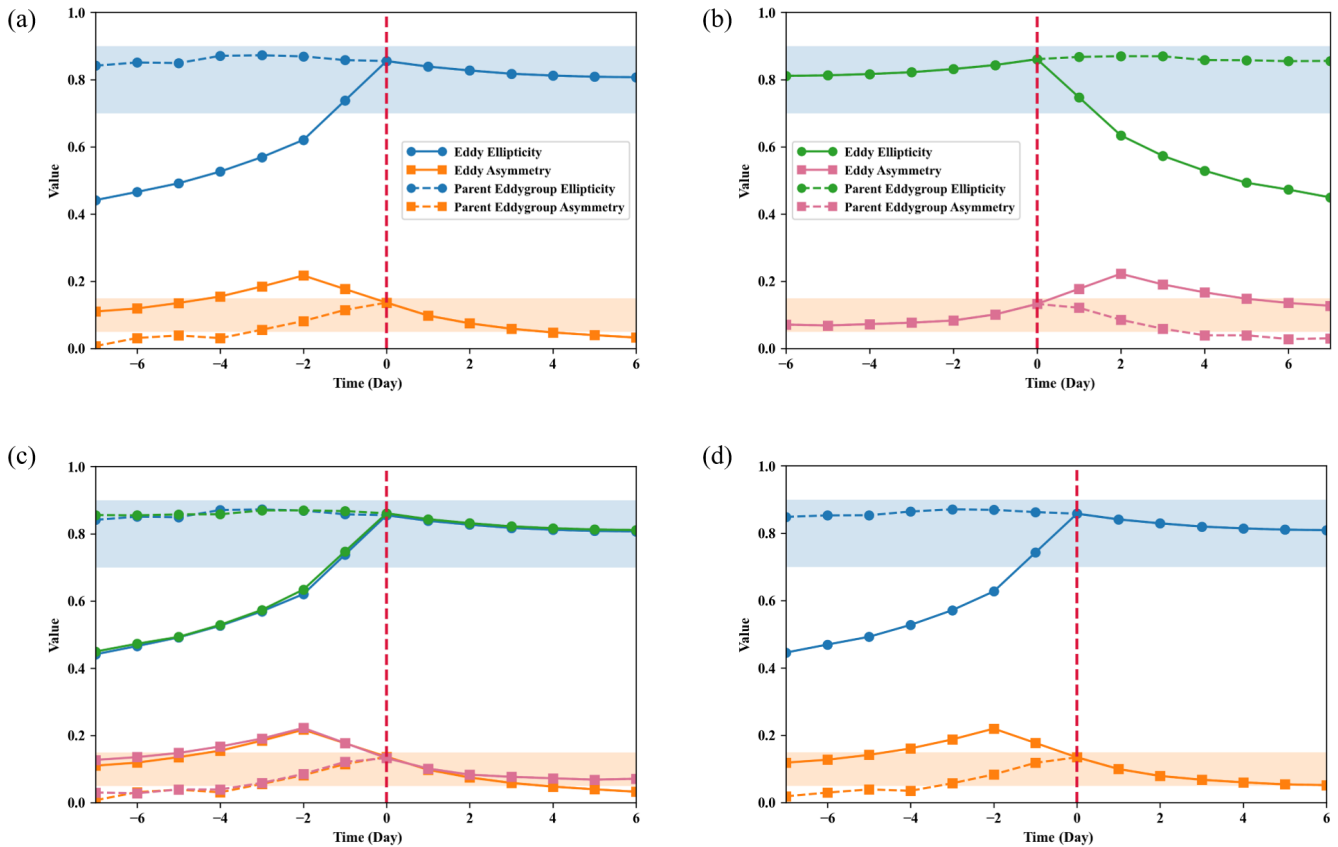 (a)
1.0
0.8
0.6
0.4
0.2
0.0
Value
−6 −4 −2 0 2 4 6
Time (Day)
Eddy Ellipticity
Eddy Asymmetry
Parent Eddygroup Ellipticity
Parent Eddygroup Asymmetry
(b)
1.0
0.8
0.6
0.4
0.2
0.0
Value
−6 −4 −2 0 2 4 6
Time (Day)
Eddy Ellipticity
Eddy Asymmetry
Parent Eddygroup Ellipticity
Parent Eddygroup Asymmetry
(c)
1.0
0.8
0.6
0.4
0.2
0.0
Value
−6 −4 −2 0 2 4 6
Time (Day)
(d)
1.0
0.8
0.6
0.4
0.2
0.0
Value
−6 −4 −2 0 2 4 6
Time (Day)